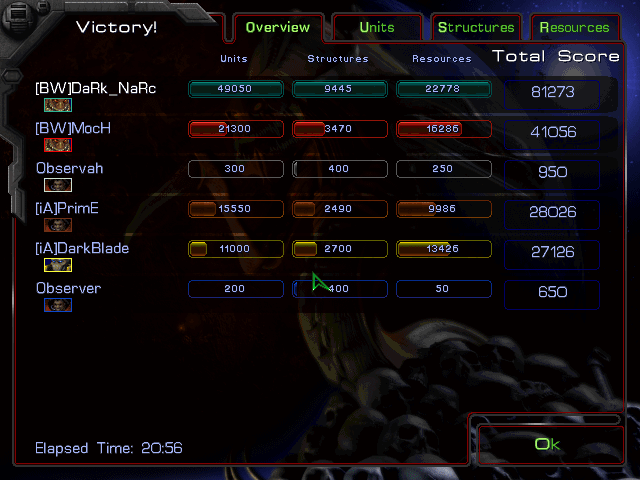 Victory! Overview Units Structures Resources
Units Structures Resources Total Score
[BW]DaRk_NaRc 49050 9445 22778 81273
[BW]MocH 21300 3470 16286 41056
Observah 300 400 250 950
[iA]PrimE 15550 2490 9986 28026
[iA]DarkBlade 11000 2700 13426 27126
Observer 200 400 50 650
Elapsed Time: 20:56
Ok